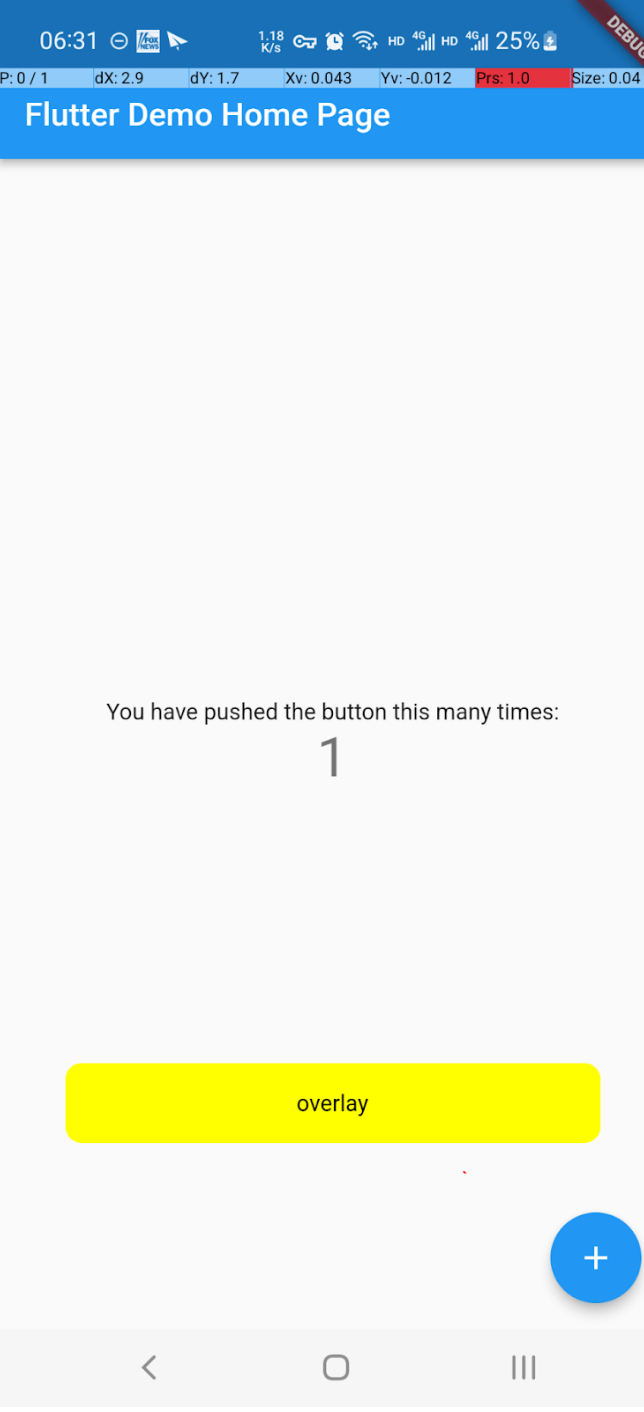 06:31 FOX NEWS 1.18 K/s HD 4G HD 4G 25%
DEBUG
P: 0 / 1 dX: 2.9 dY: 1.7 Xv: 0.043 Yv: -0.012 Prs: 1.0 Size: 0.04
Flutter Demo Home Page
You have pushed the button this many times:
1
overlay